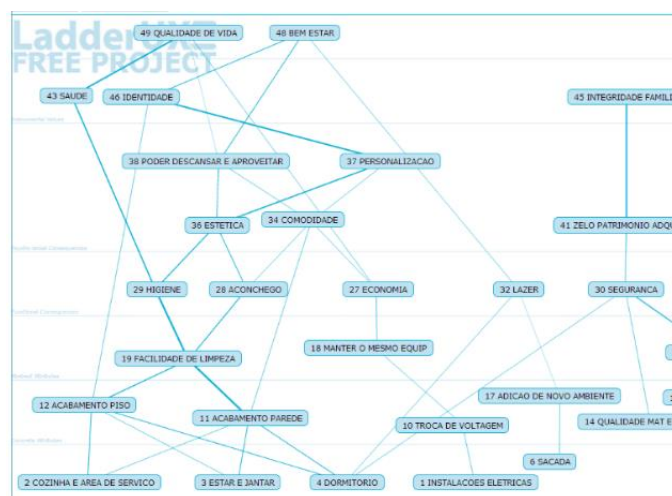 LadderUX
FREE PROJECT
49 QUALIDADE DE VIDA
48 BEM ESTAR
43 SAUDE
46 IDENTIDADE
45 INTEGRIDADE FAMILI
38 PODER DESCANSAR E APROVEITAR
37 PERSONALIZACAO
36 ESTETICA
34 COMODIDADE
41 ZELO PATRIMONIO ADQU
29 HIGIENE
28 ACONCHEGO
27 ECONOMIA
32 LAZER
30 SEGURANCA
19 FACILIDADE DE LIMPEZA
18 MANTER O MESMO EQUIP
12 ACABAMENTO PISO
11 ACABAMENTO PAREDE
10 TROCA DE VOLTAGEM
17 ADICAO DE NOVO AMBIENTE
14 QUALIDADE MAT E
2 COZINHA E AREA DE SERVICO
3 ESTAR E JANTAR
4 DORMITORIO
1 INSTALACOES ELETRICAS
6 SACADA